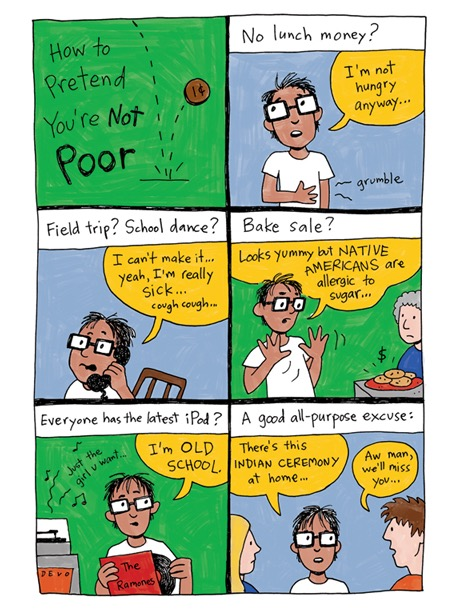 How to
Pretend
You're Not
Poor
1¢
No lunch money?
I'm not
hungry
anyway...
grumble
Field trip? School dance?
I can't make it...
yeah, I'm really
SICK...
cough cough...
Bake sale?
Looks yummy but NATIVE
AMERICANS are
allergic to
sugar...
$
Everyone has the latest iPod?
Just the
girl u want...
I'm OLD
SCHOOL.
The
Ramones
DEVO
A good all-purpose excuse:
There's this
INDIAN CEREMONY
at home...
Aw man,
we'll miss
you...